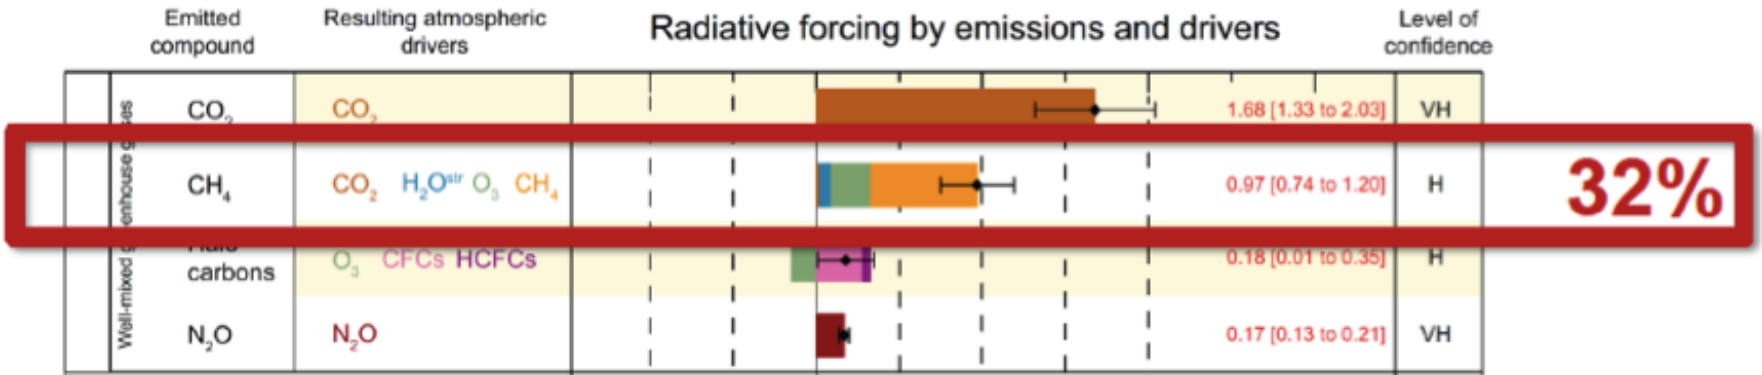 Emitted compound
Resulting atmospheric drivers
Radiative forcing by emissions and drivers
Level of confidence
Well-mixed
CO₂ CO₂ 1.68 [1.33 to 2.03] VH
CH₄ CO₂ H₂Oˢᵗʳ O₃ CH₄ 0.97 [0.74 to 1.20] H 32%
carbons O₃ CFCs HCFCs 0.18 [0.01 to 0.35] H
N₂O N₂O 0.17 [0.13 to 0.21] VH